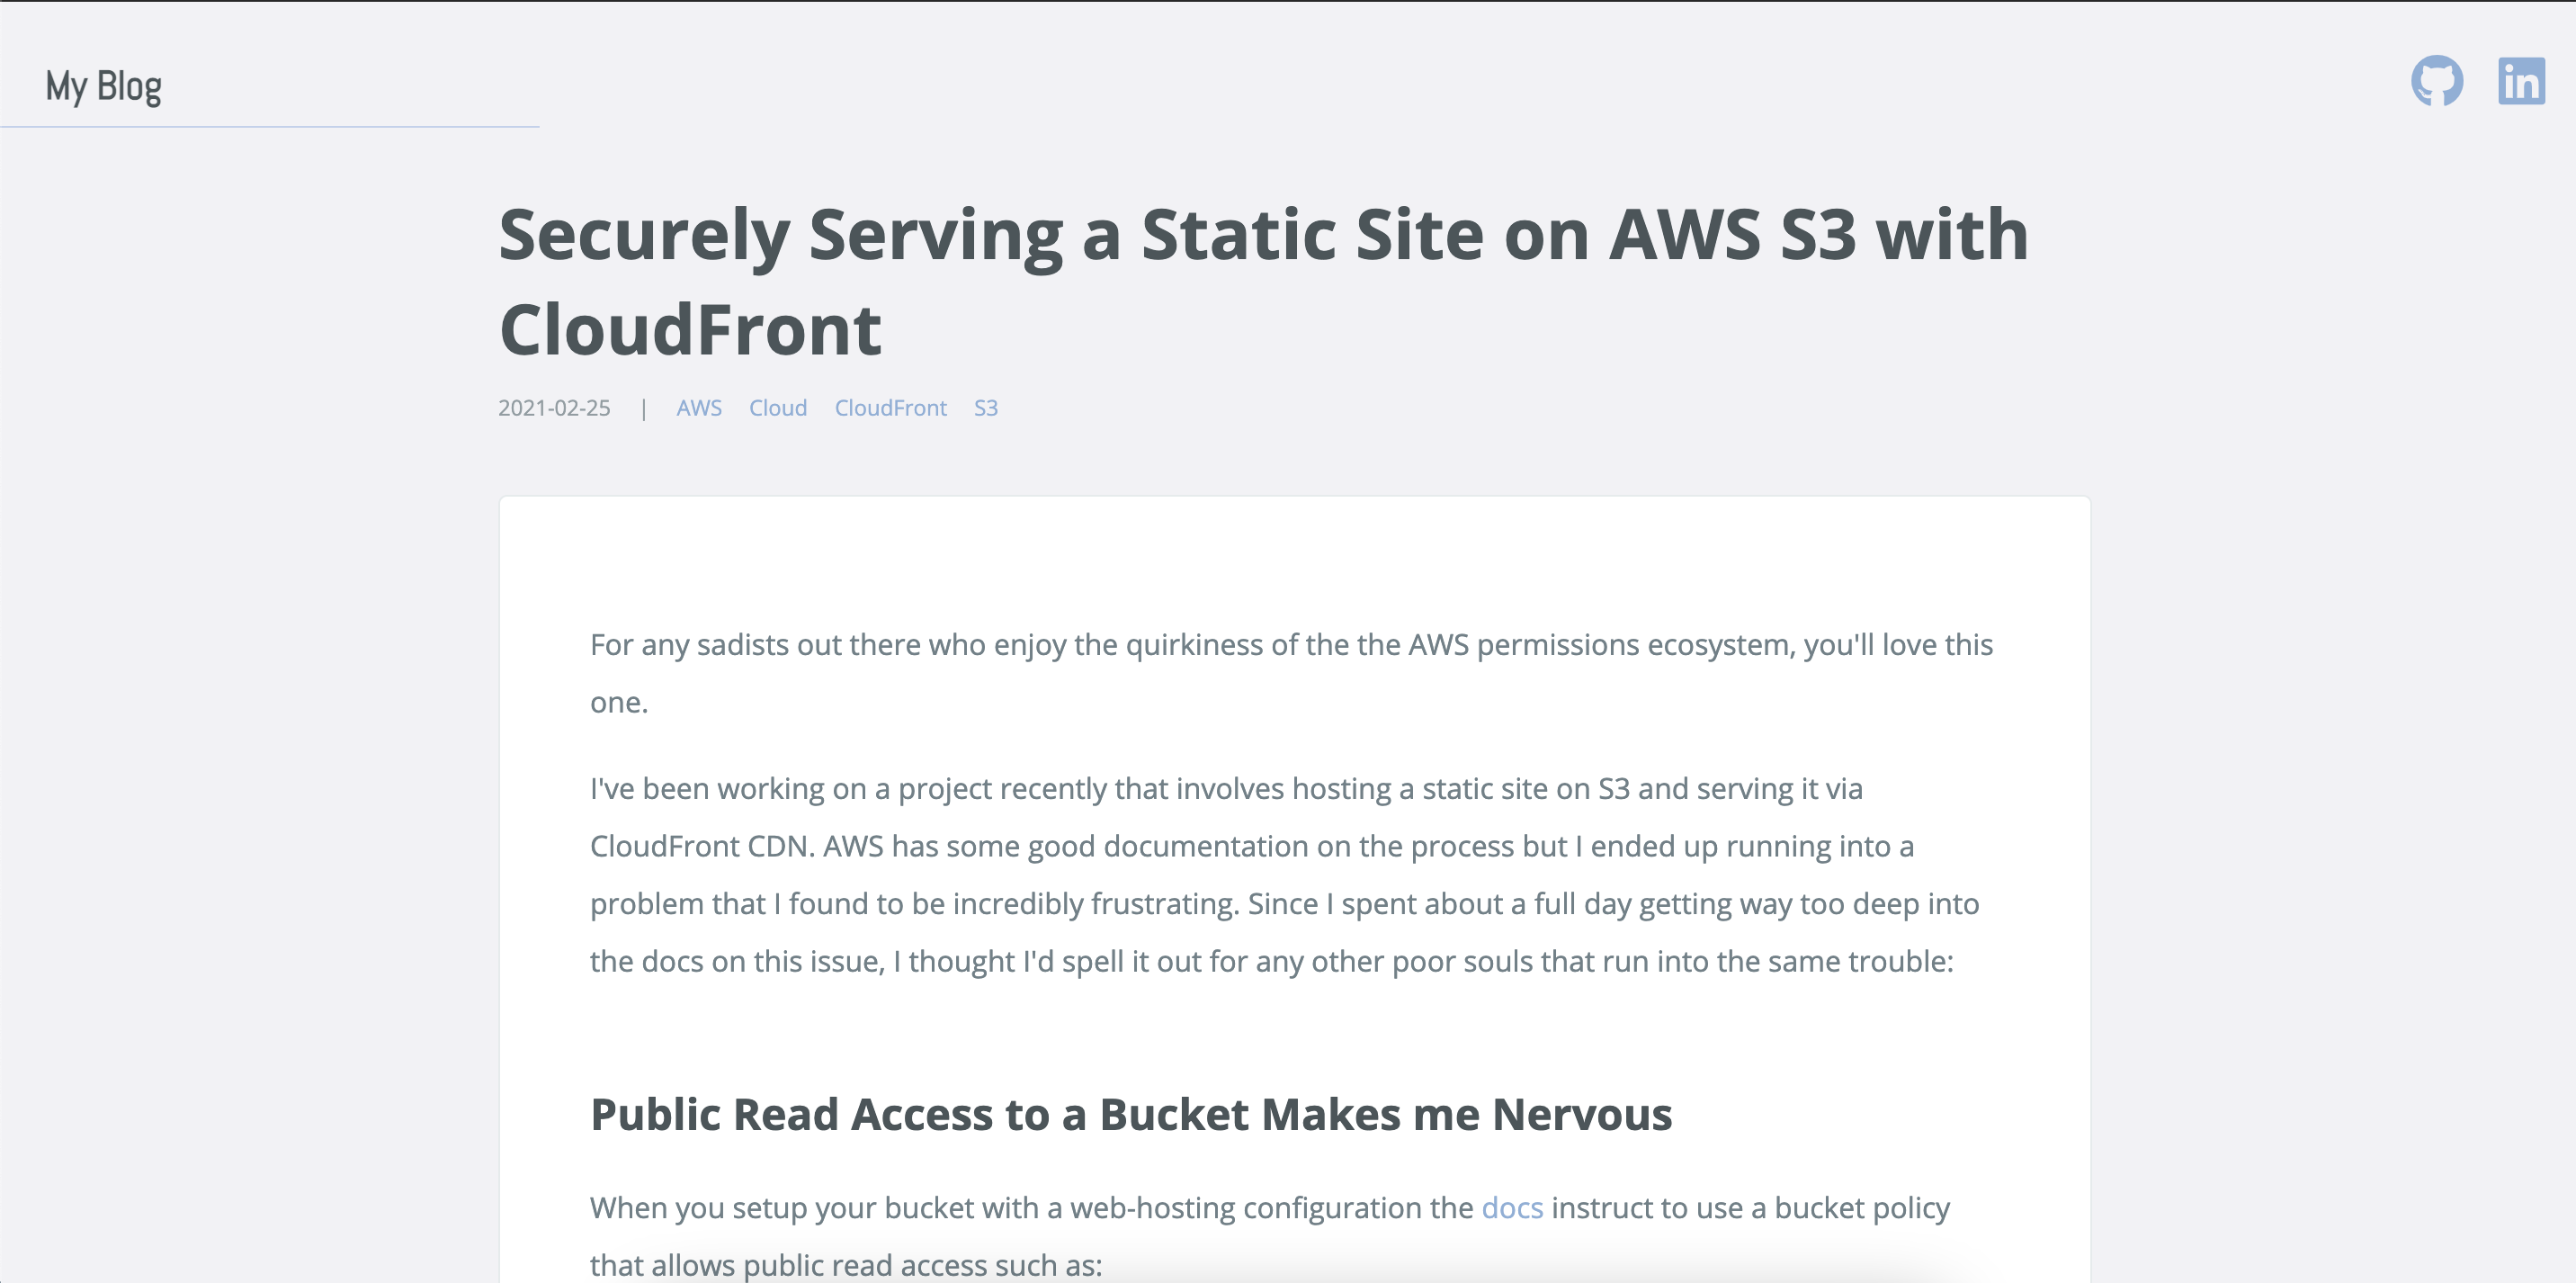 My Blog
in
Securely Serving a Static Site on AWS S3 with
CloudFront
2021-02-25 | AWS Cloud CloudFront S3
For any sadists out there who enjoy the quirkiness of the the AWS permissions ecosystem, you'll love this
one.
I've been working on a project recently that involves hosting a static site on S3 and serving it via
CloudFront CDN. AWS has some good documentation on the process but I ended up running into a
problem that I found to be incredibly frustrating. Since I spent about a full day getting way too deep into
the docs on this issue, I thought I'd spell it out for any other poor souls that run into the same trouble:
Public Read Access to a Bucket Makes me Nervous
When you setup your bucket with a web-hosting configuration the docs instruct to use a bucket policy
that allows public read access such as: